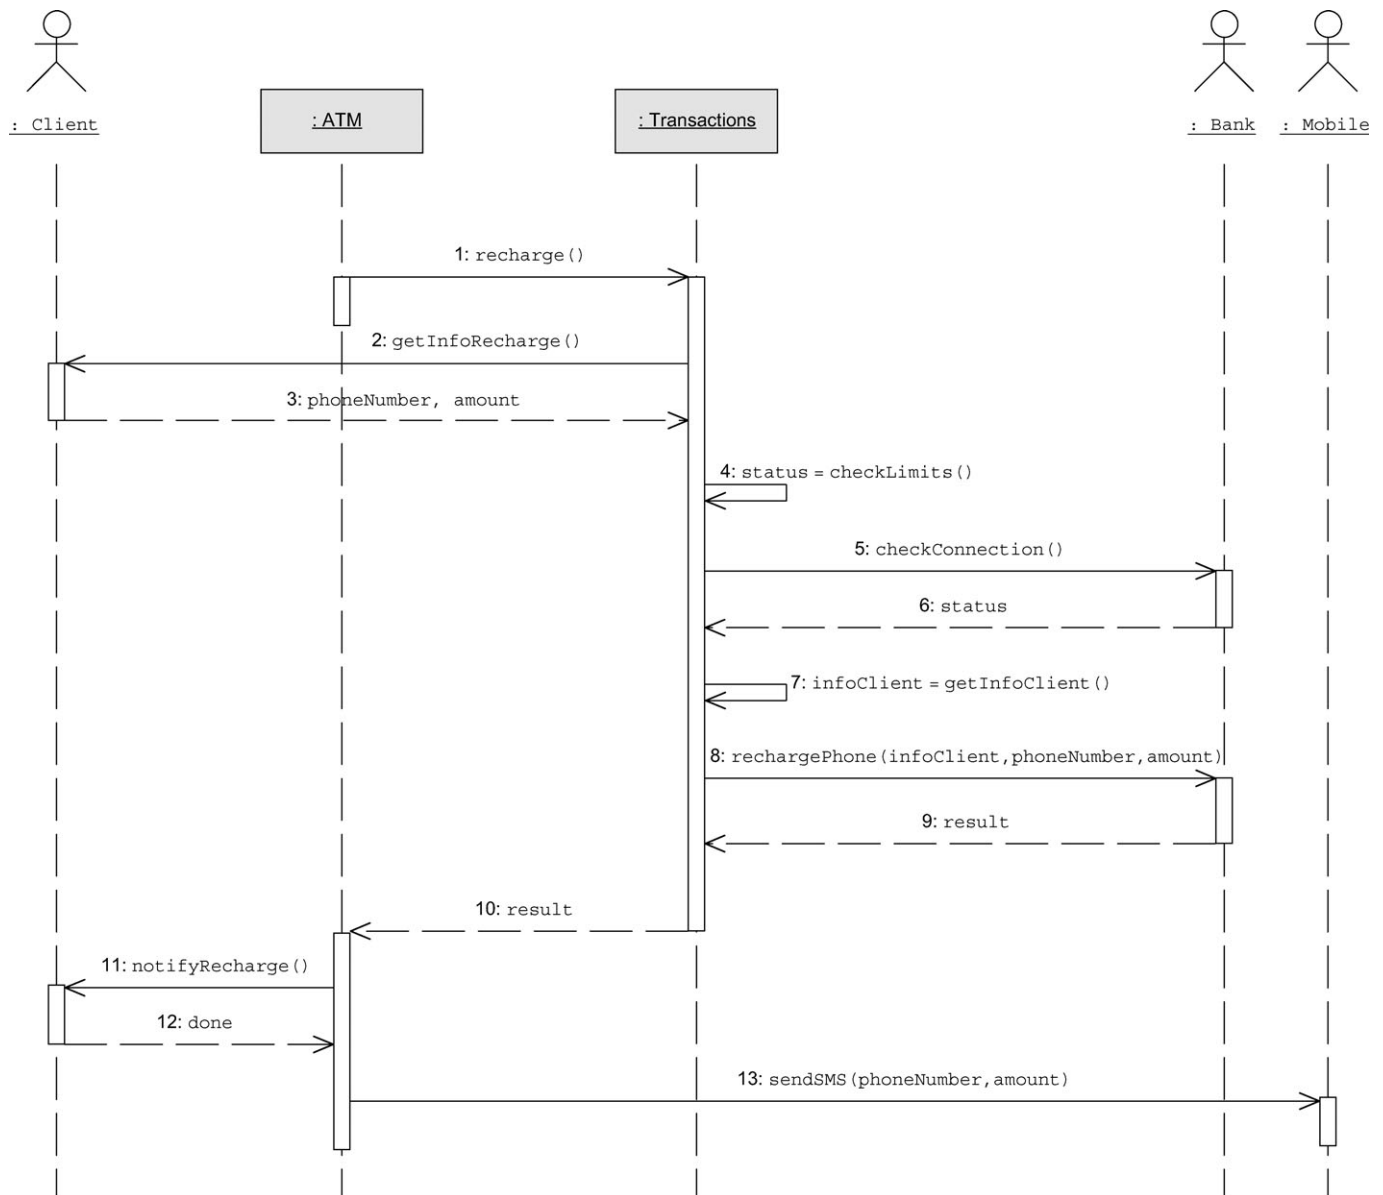 : Client
: ATM
: Transactions
: Bank
: Mobile
1: recharge()
2: getInfoRecharge()
3: phoneNumber, amount
4: status = checkLimits()
5: checkConnection()
6: status
7: infoClient = getInfoClient()
8: rechargePhone(infoClient,phoneNumber,amount)
9: result
10: result
11: notifyRecharge()
12: done
13: sendSMS(phoneNumber,amount)